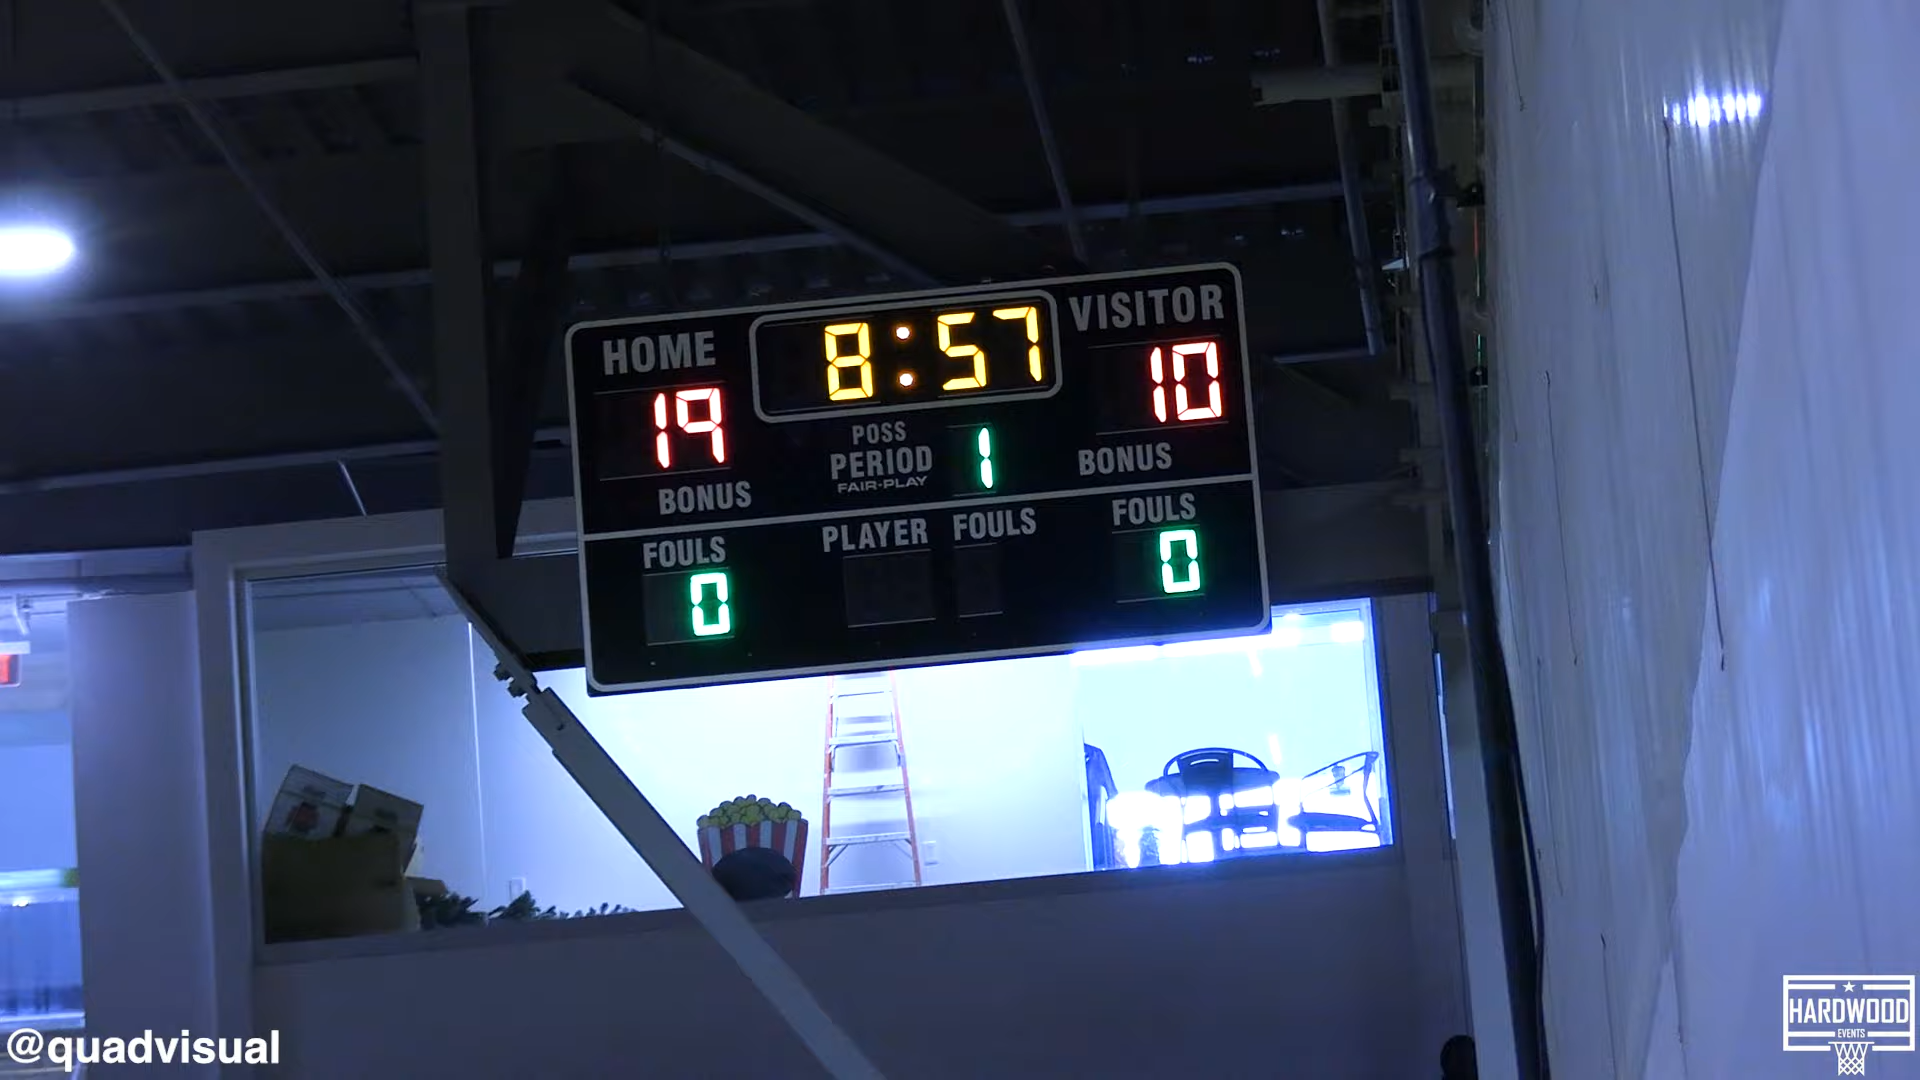 HOME 8:57 VISITOR
19 10
POSS
PERIOD 1
FAIR-PLAY
BONUS BONUS
FOULS PLAYER FOULS FOULS
0 0
@quadvisual
HARDWOOD
EVENTS